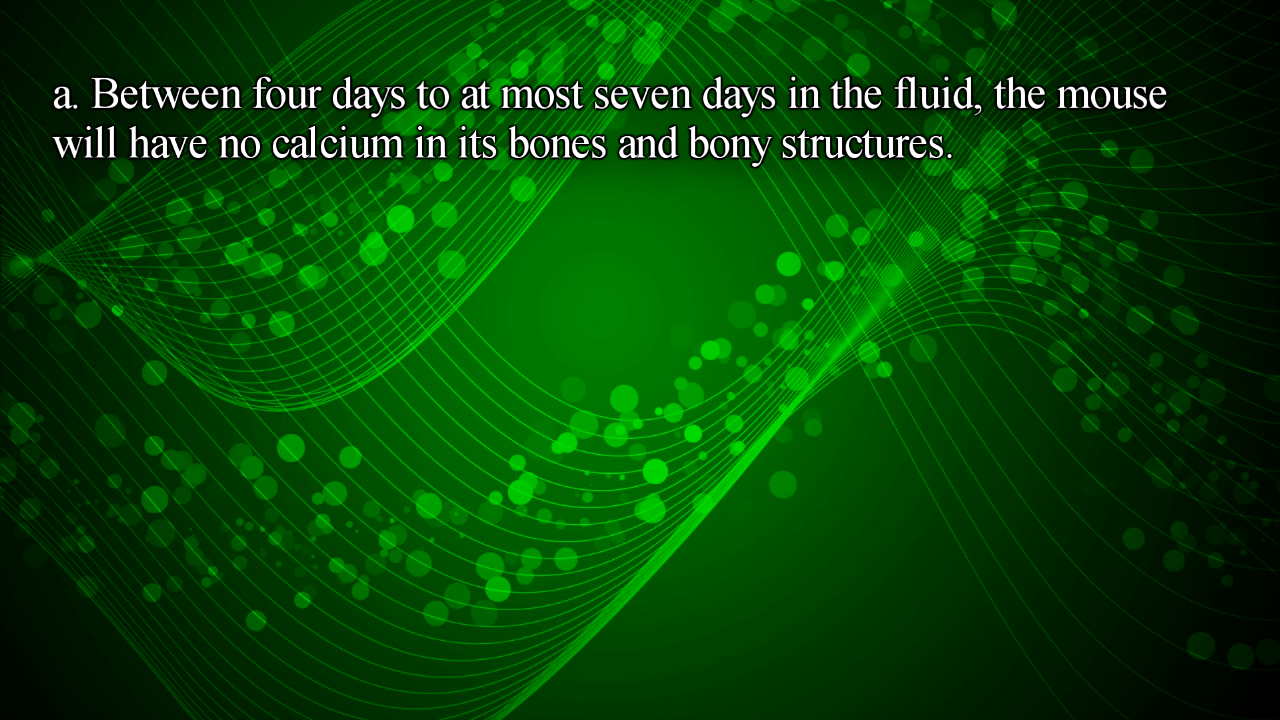 a. Between four days to at most seven days in the fluid, the mouse
will have no calcium in its bones and bony structures.